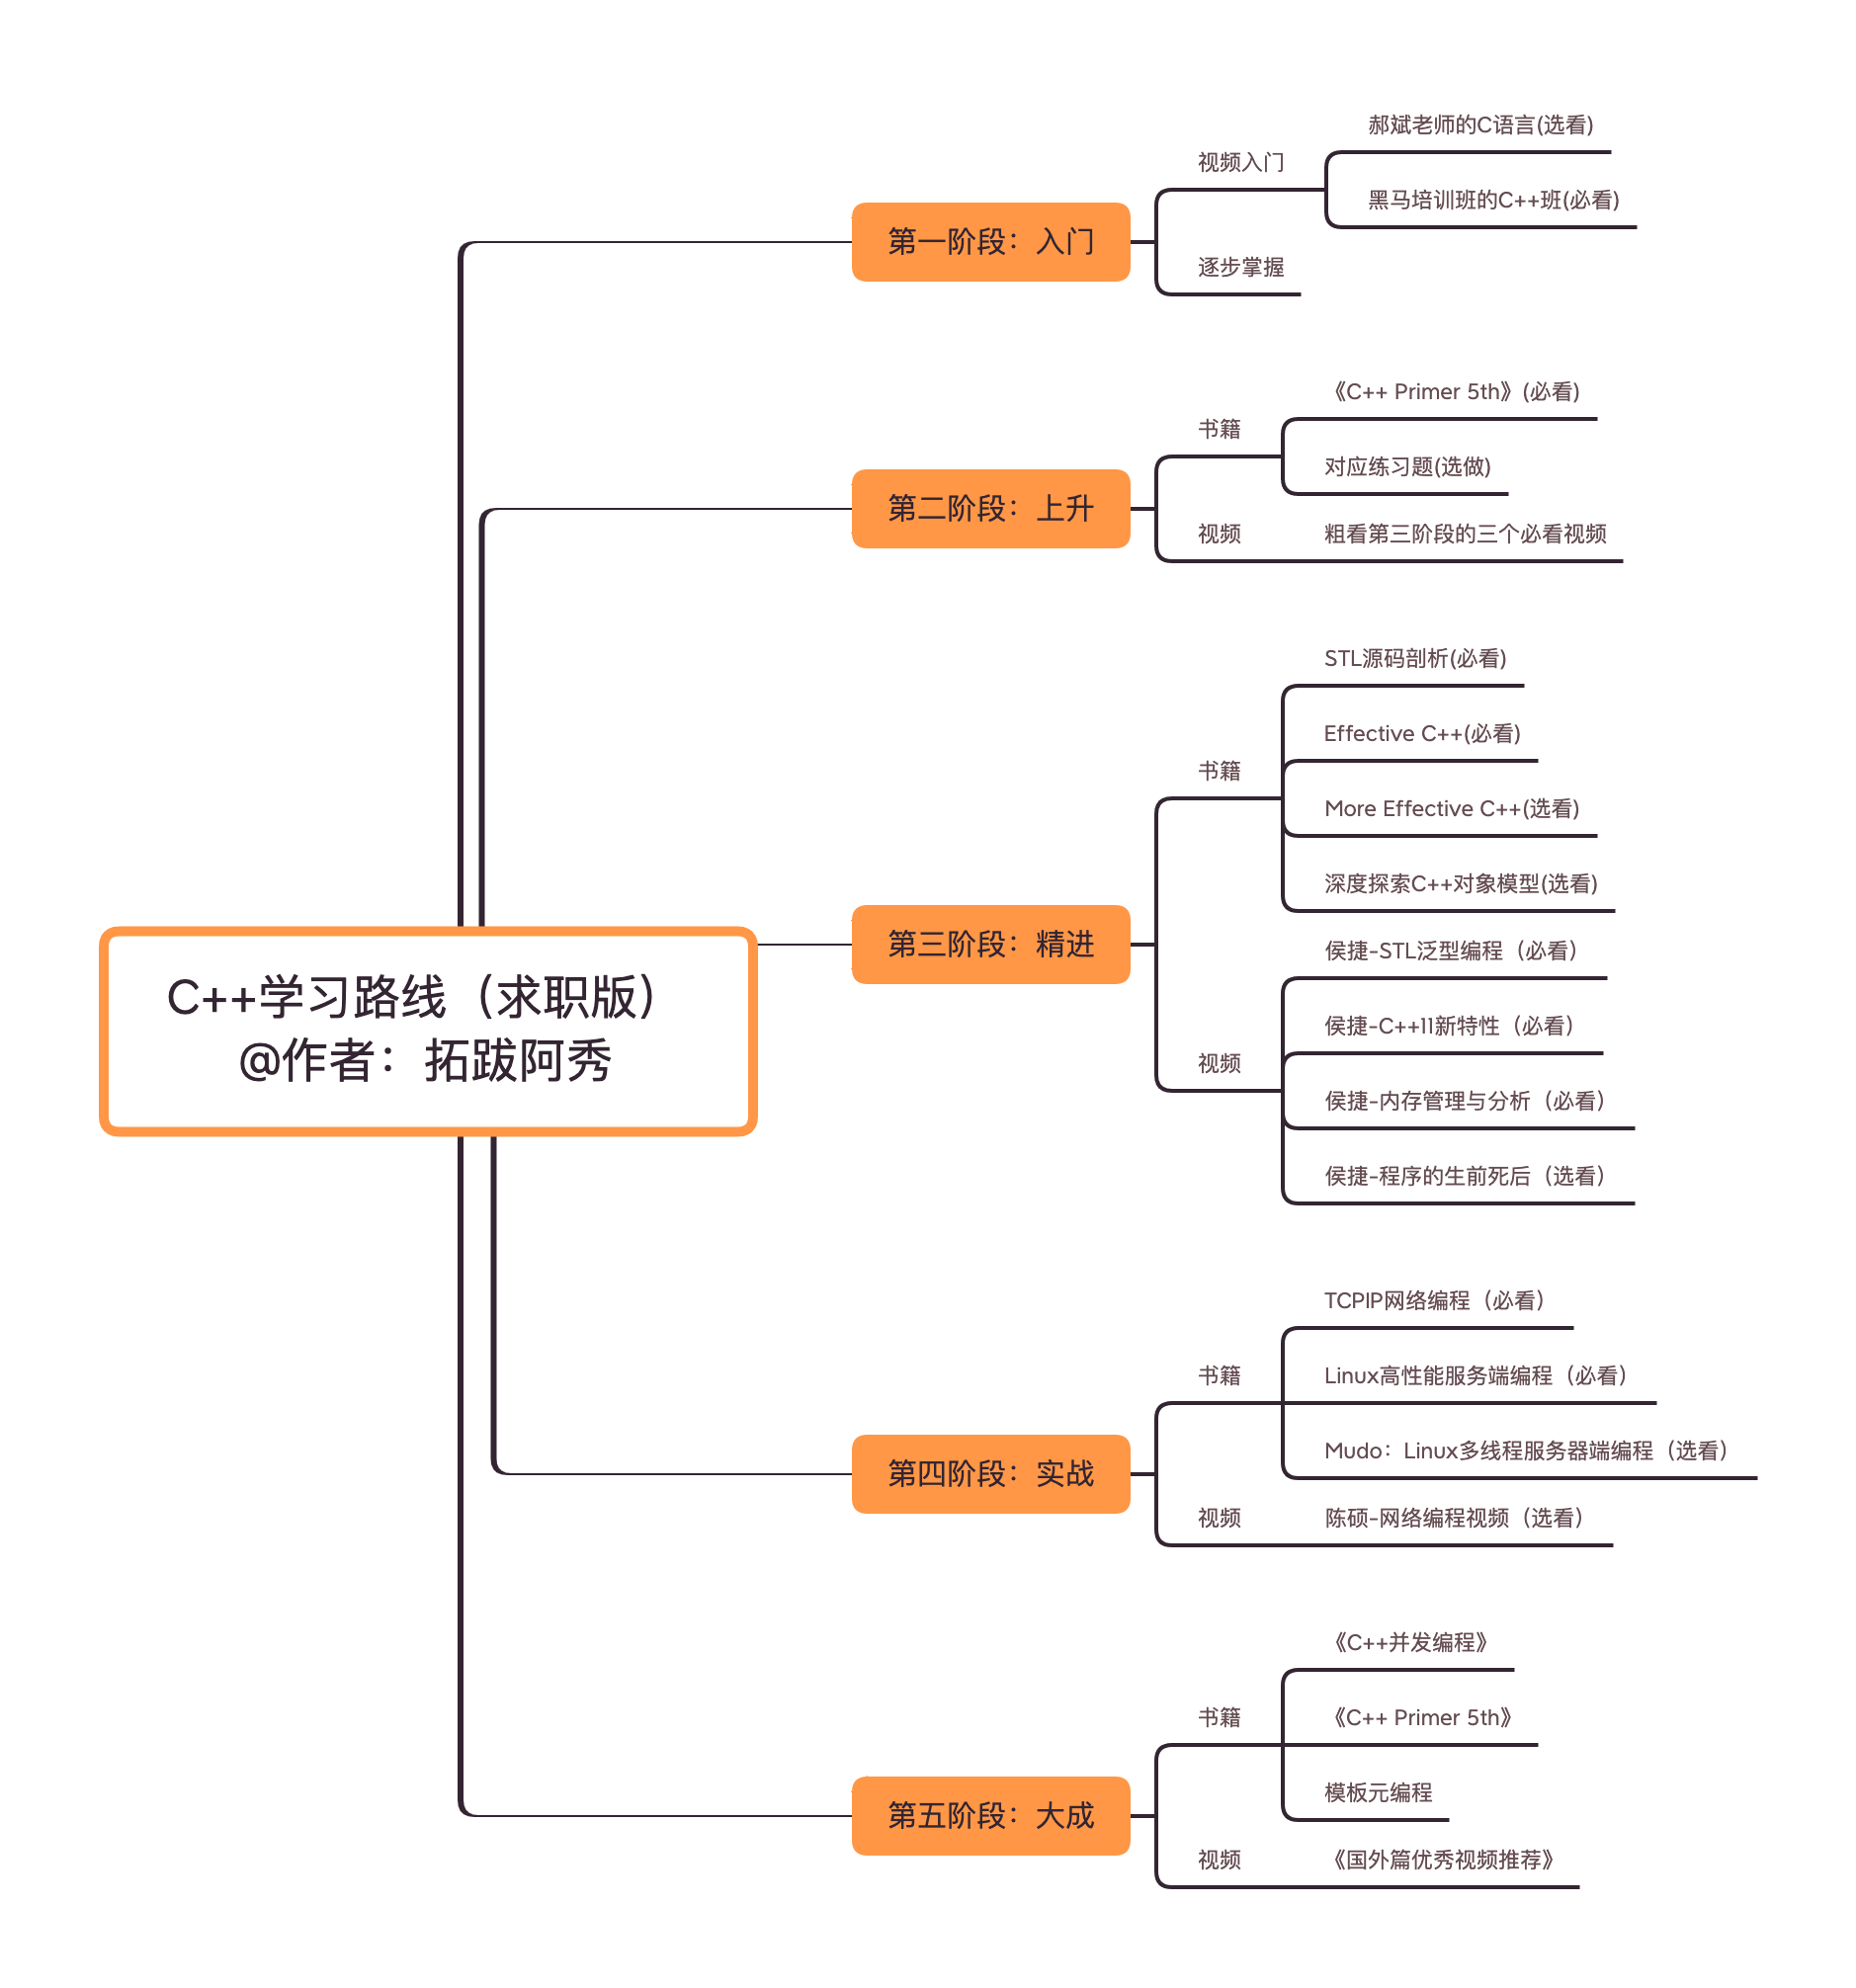 C++学习路线（求职版）
@作者：拓跋阿秀
第一阶段：入门
视频入门
郝斌老师的C语言(选看)
黑马培训班的C++班(必看)
逐步掌握
第二阶段：上升
书籍
《C++ Primer 5th》(必看)
对应练习题(选做)
视频
粗看第三阶段的三个必看视频
第三阶段：精进
书籍
STL源码剖析(必看)
Effective C++(必看)
More Effective C++(选看)
深度探索C++对象模型(选看)
视频
侯捷-STL泛型编程（必看）
侯捷-C++11新特性（必看）
侯捷-内存管理与分析（必看）
侯捷-程序的生前死后（选看）
第四阶段：实战
书籍
TCPIP网络编程（必看）
Linux高性能服务端编程（必看）
Mudo：Linux多线程服务器端编程（选看）
视频
陈硕-网络编程视频（选看）
第五阶段：大成
书籍
《C++并发编程》
《C++ Primer 5th》
模板元编程
视频
《国外篇优秀视频推荐》